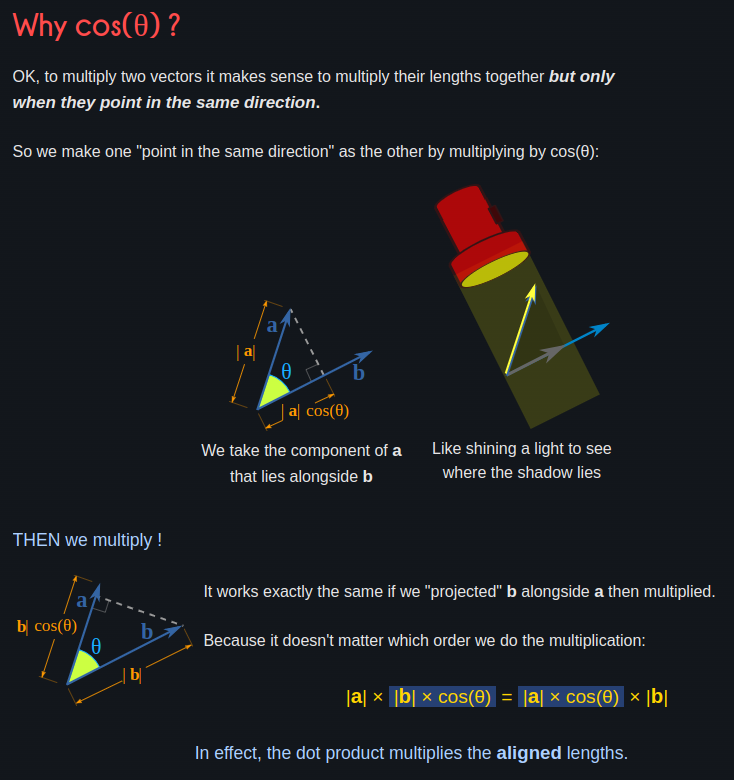 Why cos(θ) ?
OK, to multiply two vectors it makes sense to multiply their lengths together but only
when they point in the same direction.
So we make one "point in the same direction" as the other by multiplying by cos(θ):
a
|a|
θ
b
|a| cos(θ)
We take the component of a
that lies alongside b
Like shining a light to see
where the shadow lies
THEN we multiply !
a
b| cos(θ)
b
θ
|b|
It works exactly the same if we "projected" b alongside a then multiplied.
Because it doesn't matter which order we do the multiplication:
|a| × |b| × cos(θ) = |a| × cos(θ) × |b|
In effect, the dot product multiplies the aligned lengths.